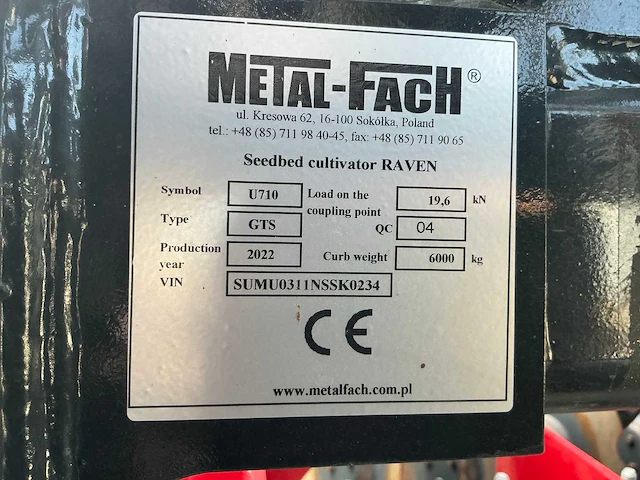 METAL-FACH®
ul. Kresowa 62, 16-100 Sokółka, Poland
tel.: +48 (85) 711 98 40-45, fax: +48 (85) 711 90 65
Seedbed cultivator RAVEN
Symbol U710 Load on the coupling point 19,6 kN
Type GTS QC 04
Production year 2022 Curb weight 6000 kg
VIN SUMU0311NSSK0234
CE
www.metalfach.com.pl